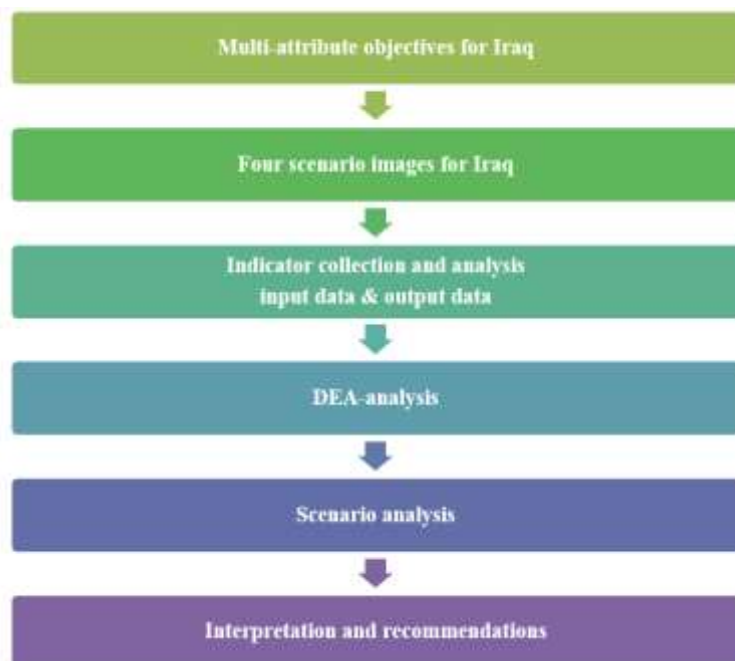 Multi-attribute objectives for Iraq
Four scenario images for Iraq
Indicator collection and analysis
input data & output data
DEA-analysis
Scenario analysis
Interpretation and recommendations